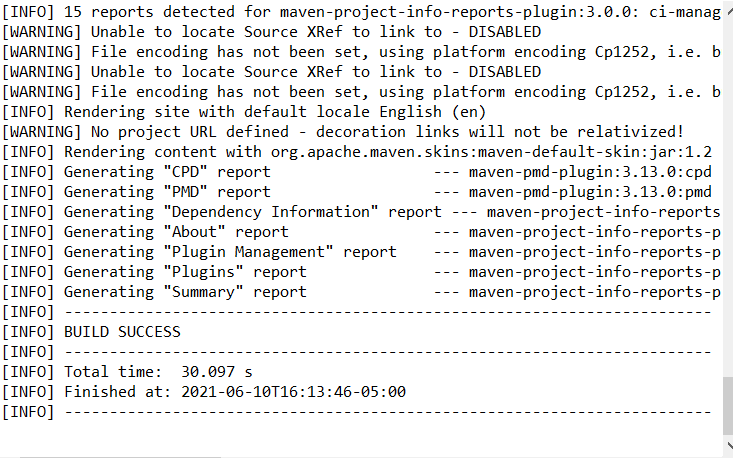 [INFO] 15 reports detected for maven-project-info-reports-plugin:3.0.0: ci-manag
[WARNING] Unable to locate Source XRef to link to - DISABLED
[WARNING] File encoding has not been set, using platform encoding Cp1252, i.e. b
[WARNING] Unable to locate Source XRef to link to - DISABLED
[WARNING] File encoding has not been set, using platform encoding Cp1252, i.e. b
[INFO] Rendering site with default locale English (en)
[WARNING] No project URL defined - decoration links will not be relativized!
[INFO] Rendering content with org.apache.maven.skins:maven-default-skin:jar:1.2
[INFO] Generating "CPD" report                  --- maven-pmd-plugin:3.13.0:cpd
[INFO] Generating "PMD" report                  --- maven-pmd-plugin:3.13.0:pmd
[INFO] Generating "Dependency Information" report --- maven-project-info-reports
[INFO] Generating "About" report                --- maven-project-info-reports-p
[INFO] Generating "Plugin Management" report    --- maven-project-info-reports-p
[INFO] Generating "Plugins" report              --- maven-project-info-reports-p
[INFO] Generating "Summary" report              --- maven-project-info-reports-p
[INFO] ------------------------------------------------------------------------
[INFO] BUILD SUCCESS
[INFO] ------------------------------------------------------------------------
[INFO] Total time:  30.097 s
[INFO] Finished at: 2021-06-10T16:13:46-05:00
[INFO] ------------------------------------------------------------------------